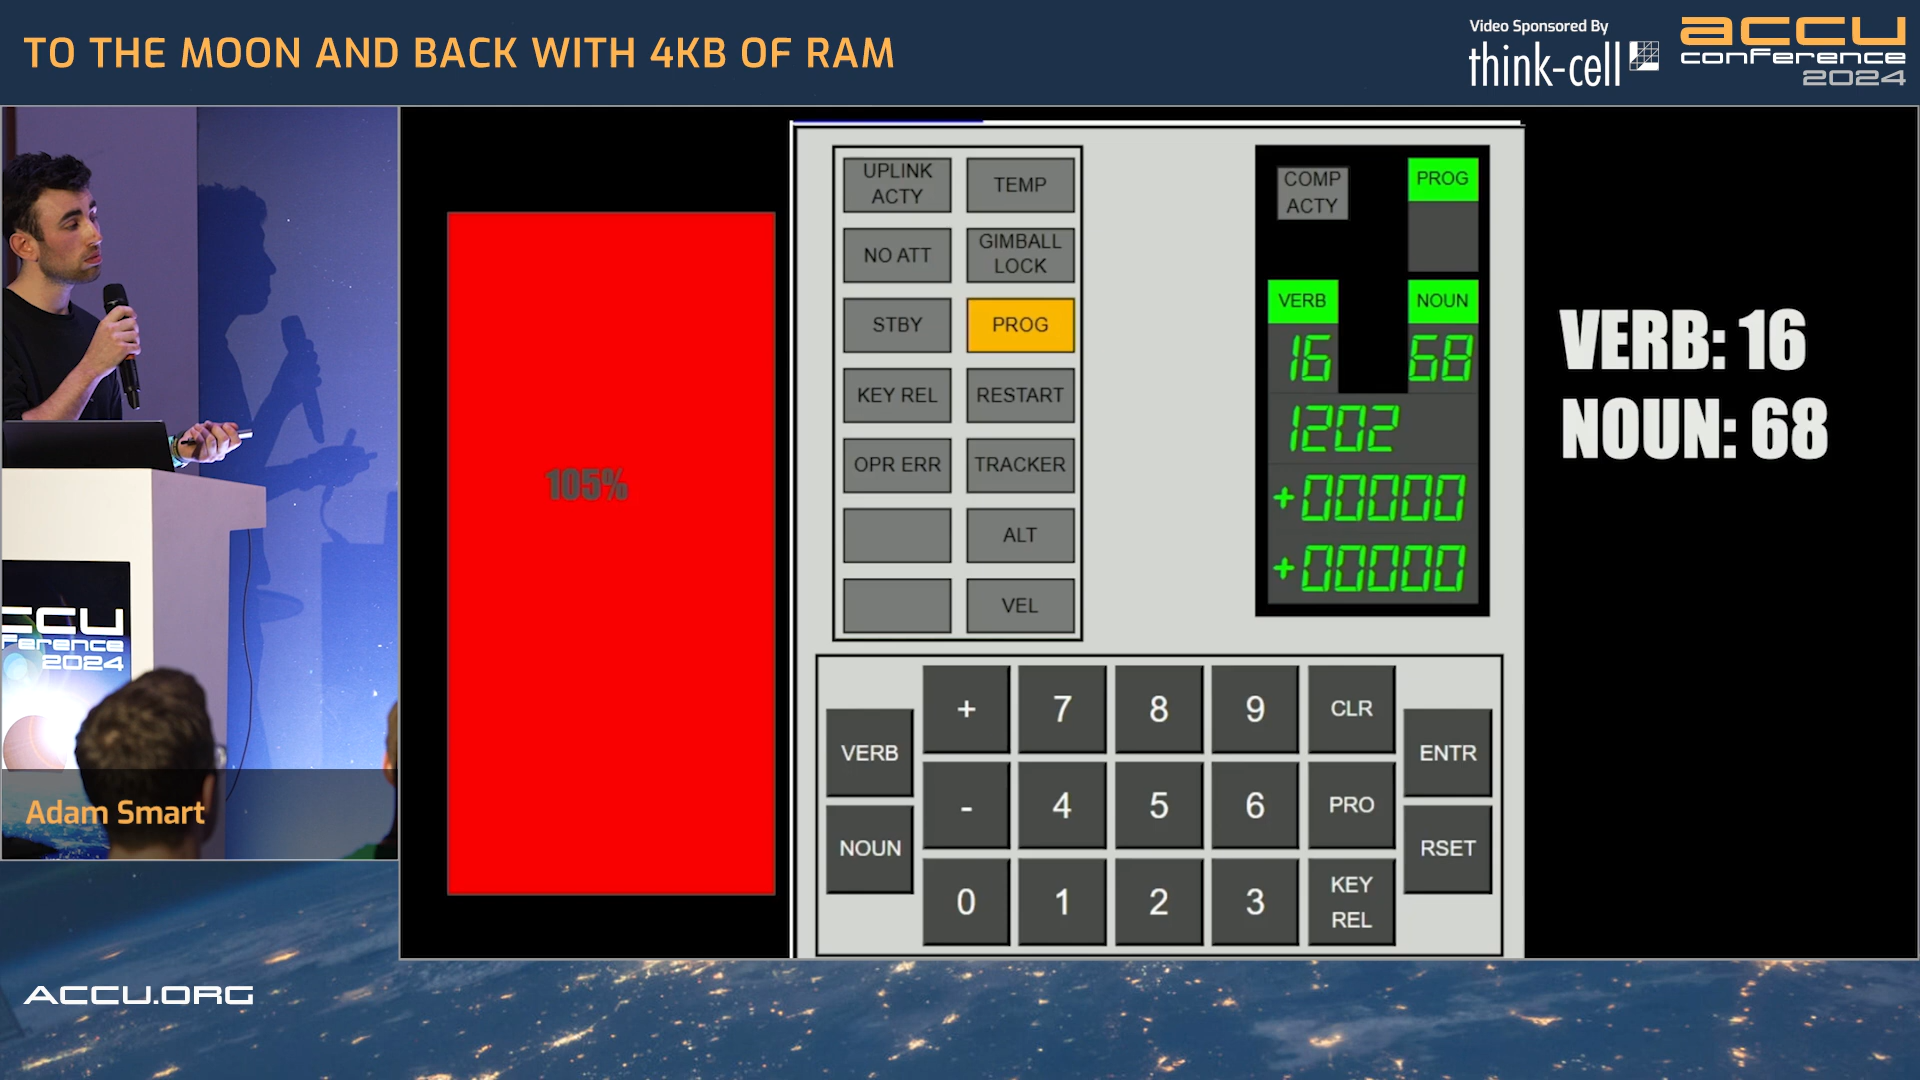 TO THE MOON AND BACK WITH 4KB OF RAM
Video Sponsored By
think-cell
accu
conference
2024
UPLINK
ACTY
TEMP
NO ATT
GIMBALL
LOCK
STBY
PROG
KEY REL
RESTART
OPR ERR
TRACKER
ALT
VEL
COMP
ACTY
PROG
VERB
NOUN
16
68
1202
+00000
+00000
VERB: 16
NOUN: 68
105%
VERB
NOUN
+
7
8
9
CLR
-
4
5
6
PRO
0
1
2
3
KEY
REL
ENTR
RSET
ccu
ference
2024
Adam Smart
ACCU.ORG